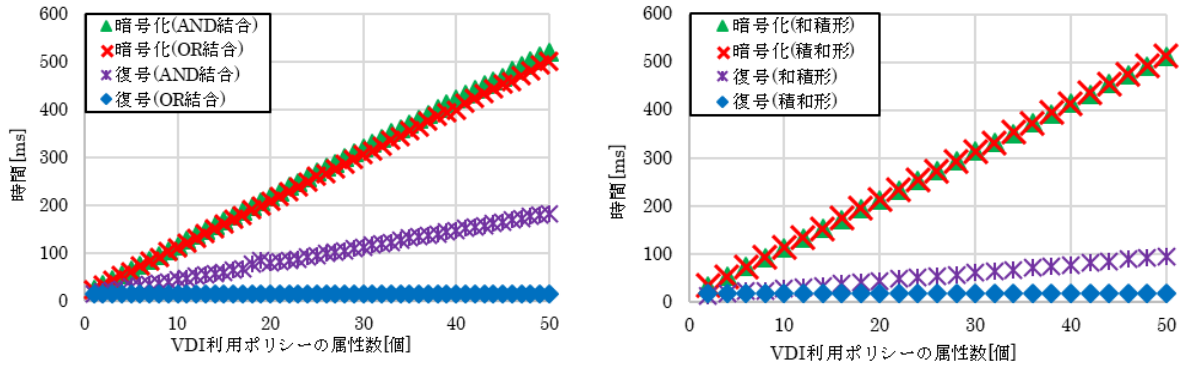 600
500
400
300
200
100
0
時間[ms]
暗号化(AND結合)
暗号化(OR結合)
復号(AND結合)
復号(OR結合)
0 10 20 30 40 50
VDI利用ポリシーの属性数[個]
600
500
400
300
200
100
0
時間[ms]
暗号化(和積形)
暗号化(積和形)
復号(和積形)
復号(積和形)
0 10 20 30 40 50
VDI利用ポリシーの属性数[個]